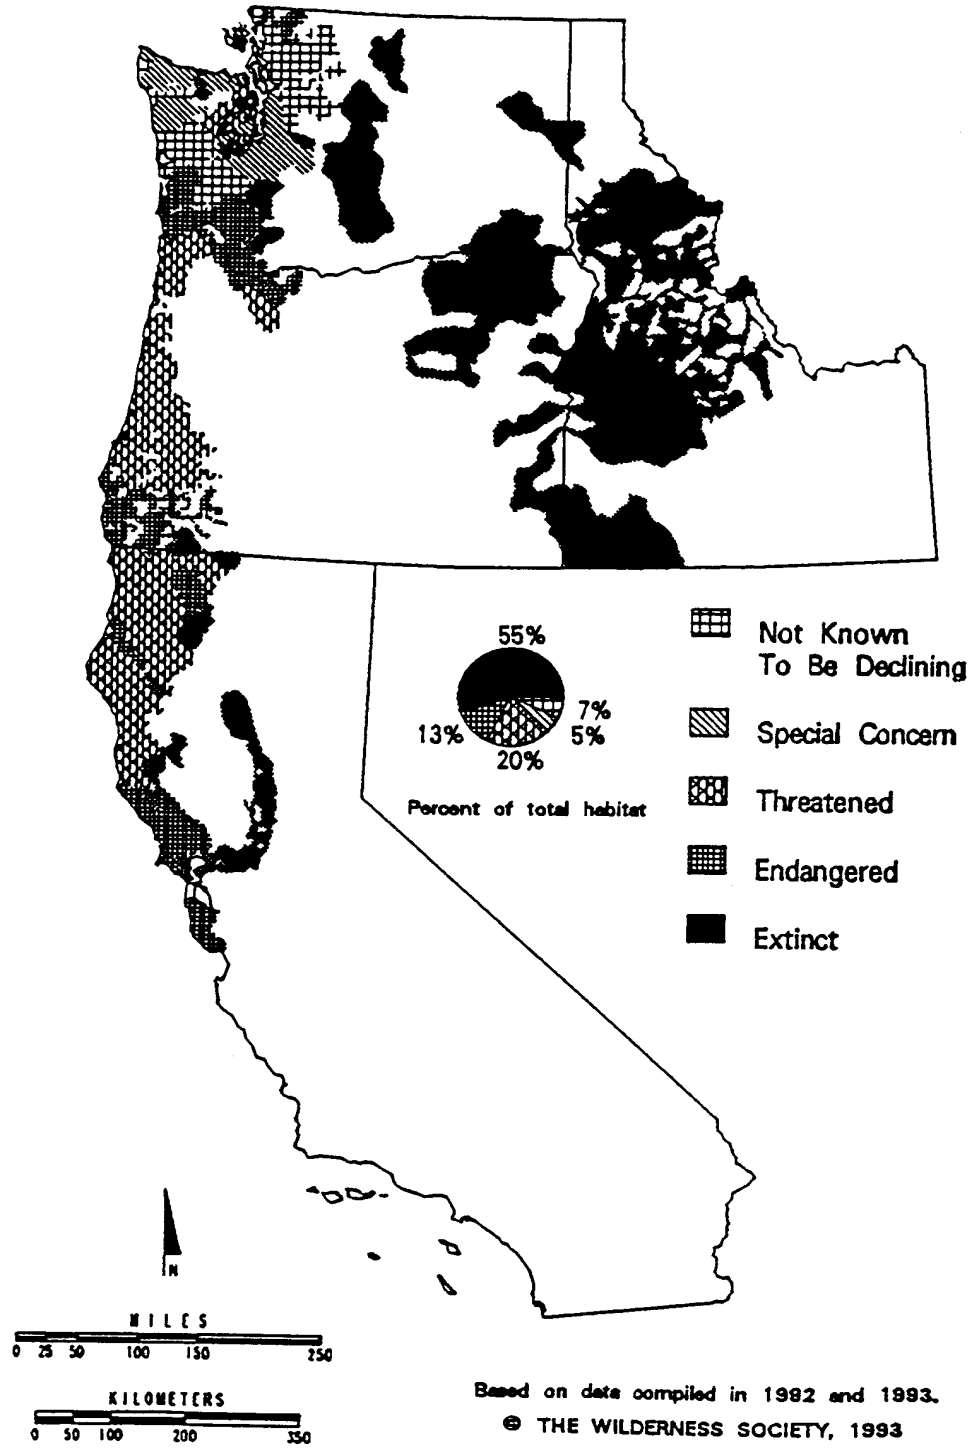 55%
7%
13%
5%
20%
Percent of total habitat
Not Known
To Be Declining
Special Concern
Threatened
Endangered
Extinct
N
MILES
0 25 50 100 150 250
KILOMETERS
0 50 100 200 350
Based on data compiled in 1992 and 1993.
© THE WILDERNESS SOCIETY, 1993